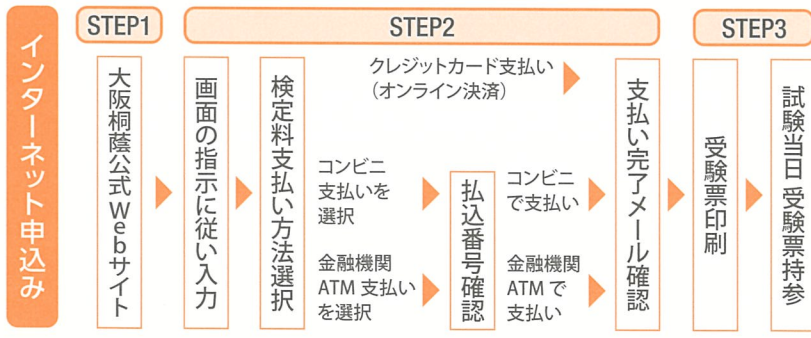 インターネット申込み
STEP1
大阪桐蔭公式Webサイト
STEP2
画面の指示に従い入力
検定料支払い方法選択
クレジットカード支払い
(オンライン決済)
コンビニ
支払いを
選択
金融機関
ATM 支払い
を選択
払込番号確認
コンビニ
で支払い
金融機関
ATM で
支払い
支払い完了メール確認
STEP3
受験票印刷
試験当日 受験票持参